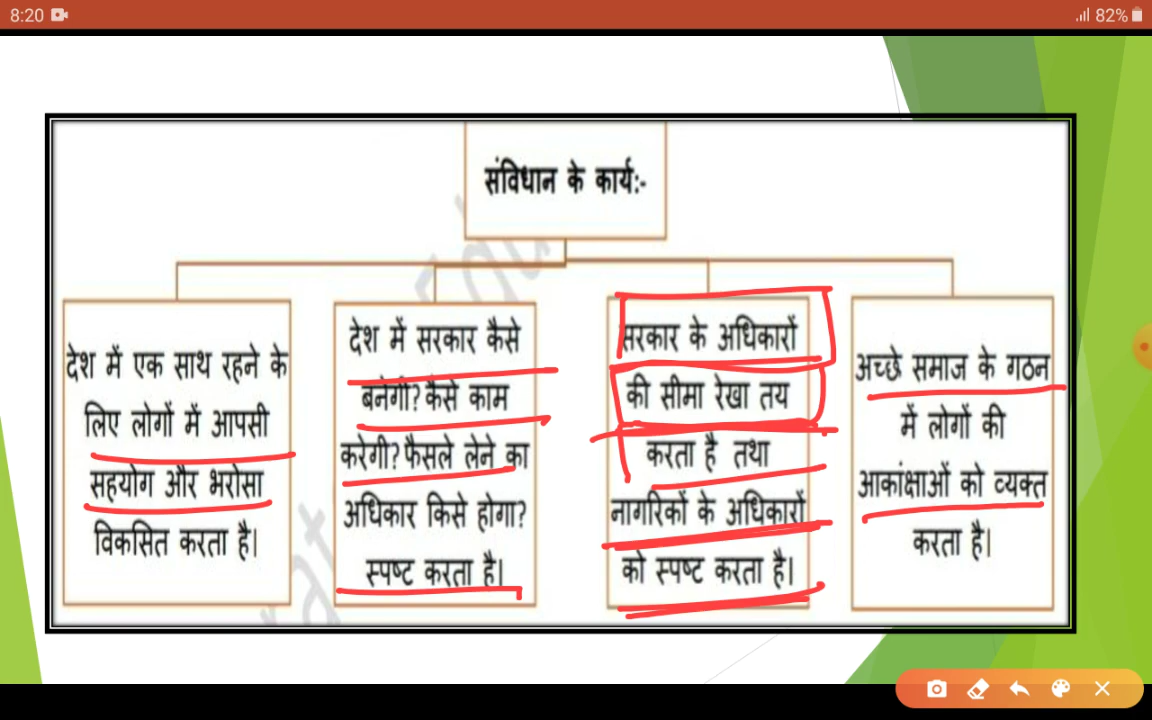 8:20
82%
संविधान के कार्य:-
देश में एक साथ रहने के
लिए लोगों में आपसी
सहयोग और भरोसा
विकसित करता है।
देश में सरकार कैसे
बनेगी? कैसे काम
करेगी? फैसले लेने का
अधिकार किसे होगा?
स्पष्ट करता है।
सरकार के अधिकारों
की सीमा रेखा तय
करता है तथा
नागरिकों के अधिकारों
को स्पष्ट करता है।
अच्छे समाज के गठन
में लोगों की
आकांक्षाओं को व्यक्त
करता है।